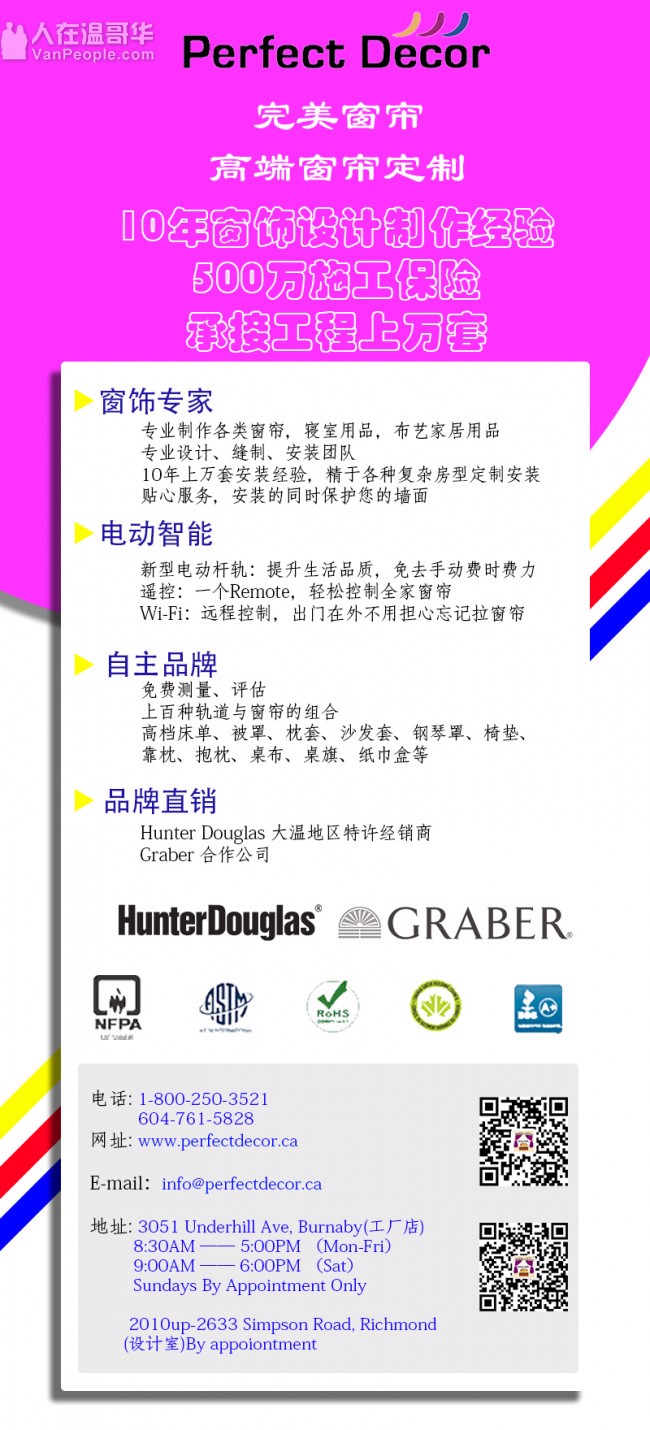 人在温哥华
VanPeople.com
Perfect Decor
完美窗帘
高端窗帘定制
10年窗饰设计制作经验
500万施工保险
承接工程上万套
窗饰专家
专业制作各类窗帘，寝室用品，布艺家居用品
专业设计、缝制、安装团队
10年上万套安装经验，精于各种复杂房型定制安装
贴心服务，安装的同时保护您的墙面
电动智能
新型电动杆轨：提升生活品质，免去手动费时费力
遥控：一个Remote，轻松控制全家窗帘
Wi-Fi：远程控制，出门在外不用担心忘记拉窗帘
自主品牌
免费测量、评估
上百种轨道与窗帘的组合
高档床单、被罩、枕套、沙发套、钢琴罩、椅垫、
靠枕、抱枕、桌布、桌旗、纸巾盒等
品牌直销
Hunter Douglas 大温地区特许经销商
Graber 合作公司
HunterDouglas®
GRABER®
NFPA
ASTM
RoHS
A+
电话: 1-800-250-3521
604-761-5828
网址: www.perfectdecor.ca
E-mail：info@perfectdecor.ca
地址: 3051 Underhill Ave, Burnaby(工厂店)
8:30AM —— 5:00PM （Mon-Fri）
9:00AM —— 6:00PM （Sat）
Sundays By Appointment Only
2010up-2633 Simpson Road, Richmond
(设计室)By appoiontment